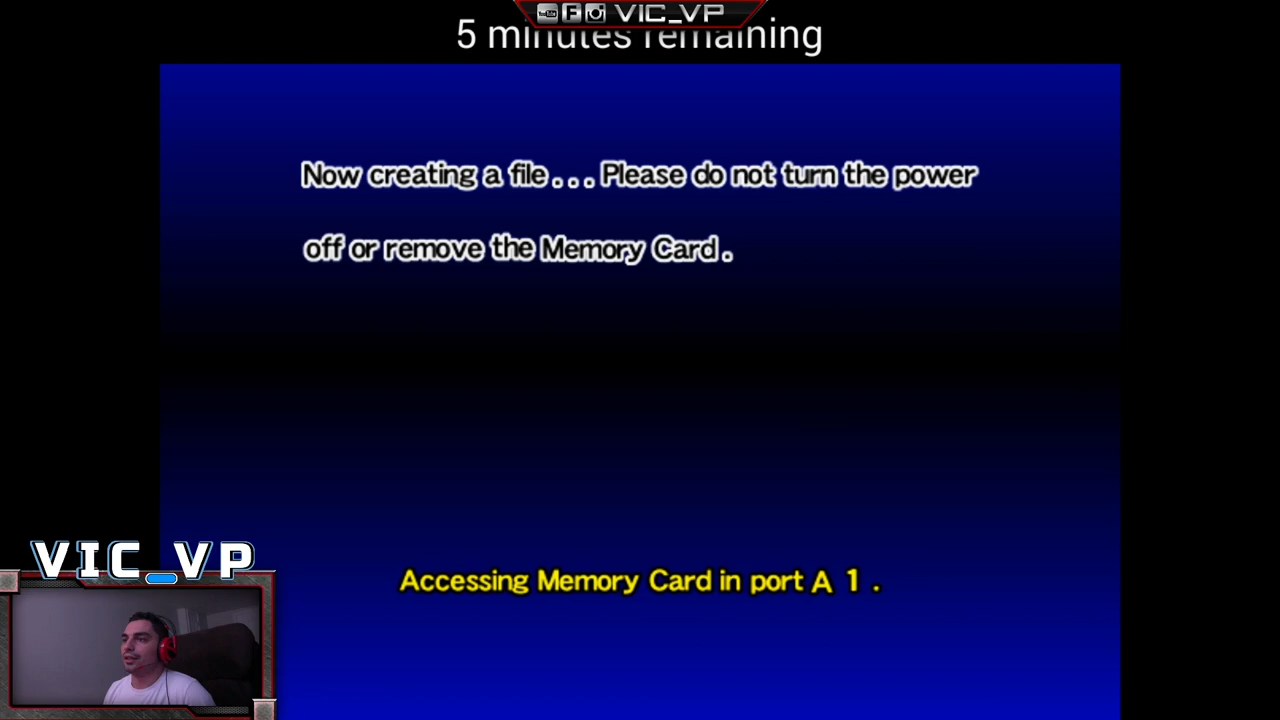 VIC_VP
5 minutes remaining
Now creating a file... Please do not turn the power
off or remove the Memory Card.
Accessing Memory Card in port A 1 .
VIC_VP